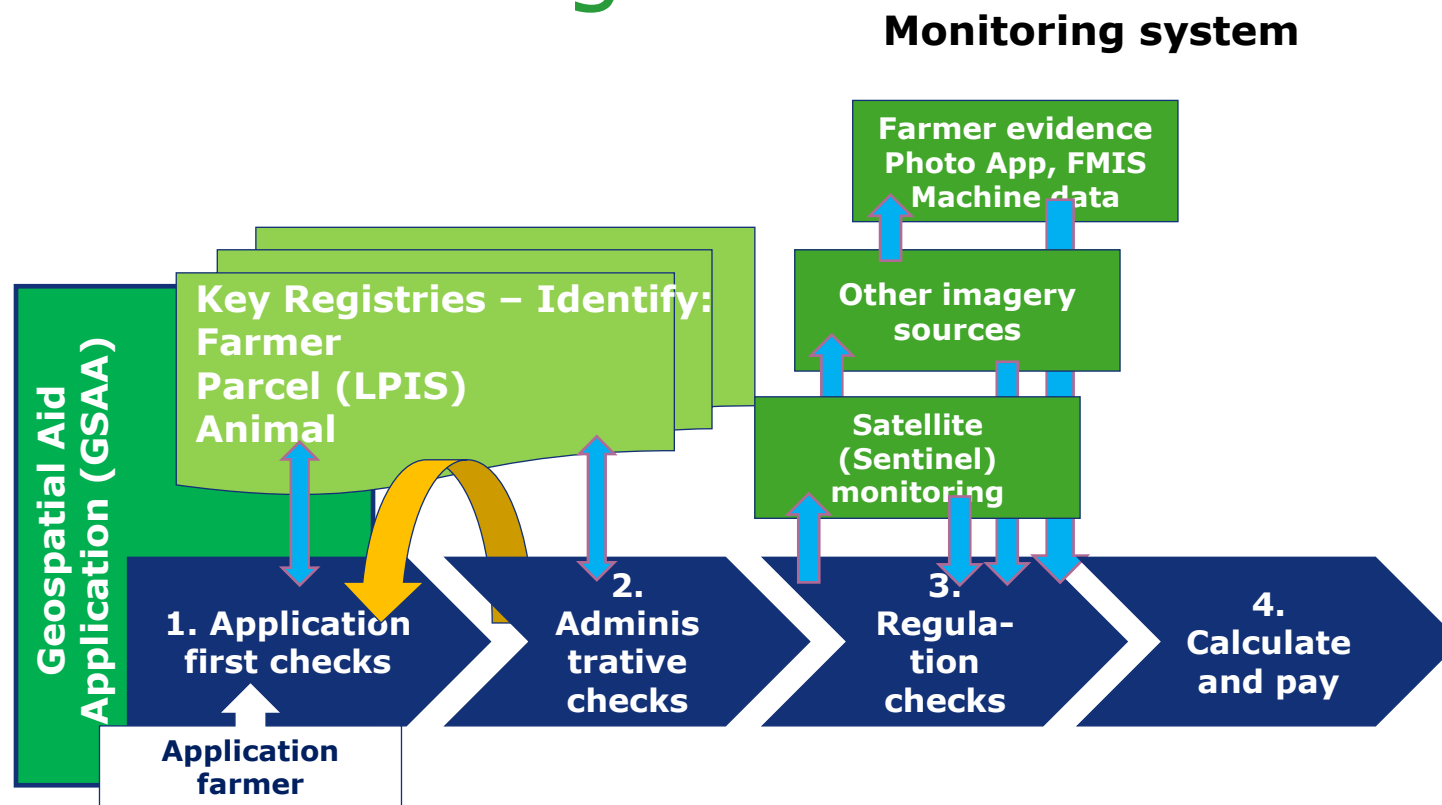 Monitoring system
Farmer evidence
Photo App, FMIS
Machine data
Other imagery
sources
Satellite
(Sentinel)
monitoring
Key Registries – Identify:
Farmer
Parcel (LPIS)
Animal
Geospatial Aid
Application (GSAA)
1. Application
first checks
2.
Adminis
trative
checks
3.
Regula-
tion
checks
4.
Calculate
and pay
Application
farmer